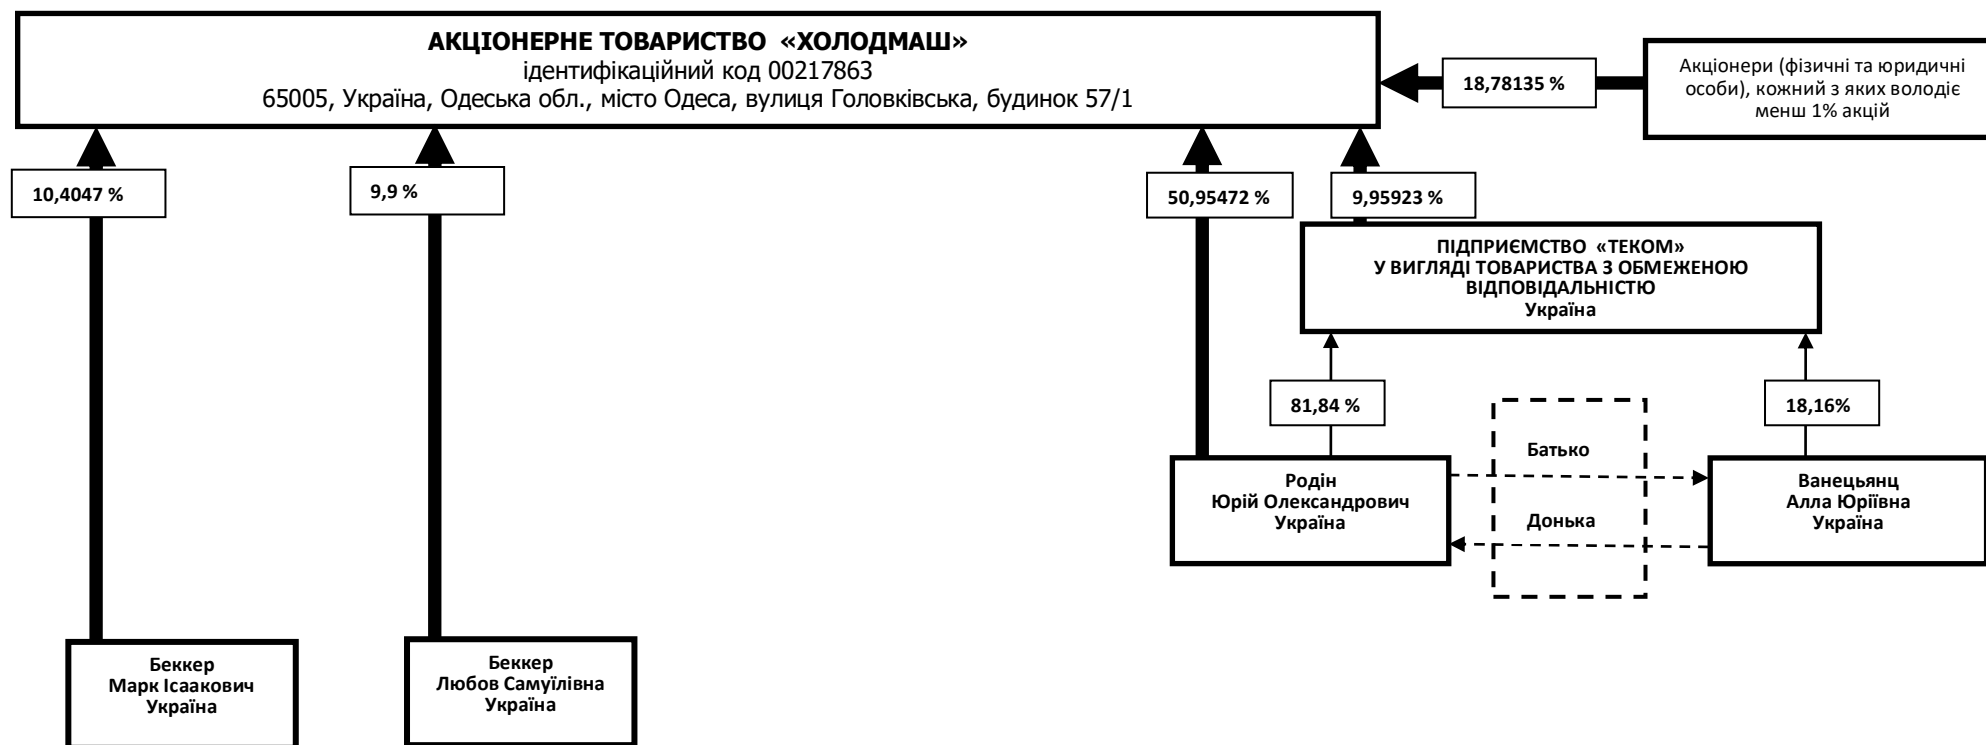 АКЦІОНЕРНЕ ТОВАРИСТВО «ХОЛОДМАШ»
ідентифікаційний код 00217863
65005, Україна, Одеська обл., місто Одеса, вулиця Головківська, будинок 57/1
18,78135 %
Акціонери (фізичні та юридичні
особи), кожний з яких володіє
менш 1% акцій
10,4047 %
9,9 %
50,95472 %
9,95923 %
ПІДПРИЄМСТВО «ТЕКОМ»
У ВИГЛЯДІ ТОВАРИСТВА З ОБМЕЖЕНОЮ
ВІДПОВІДАЛЬНІСТЮ
Україна
81,84 %
18,16%
Батько
Донька
Родін
Юрій Олександрович
Україна
Ванецьянц
Алла Юріївна
Україна
Беккер
Марк Ісаакович
Україна
Беккер
Любов Самуїлівна
Україна